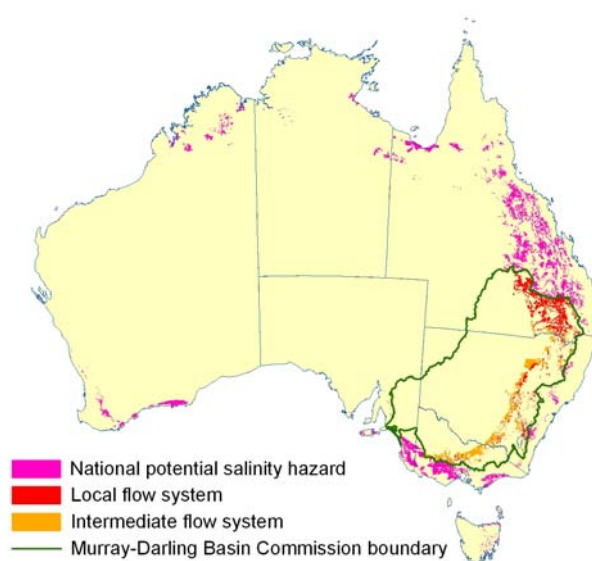 National potential salinity hazard
Local flow system
Intermediate flow system
Murray-Darling Basin Commission boundary